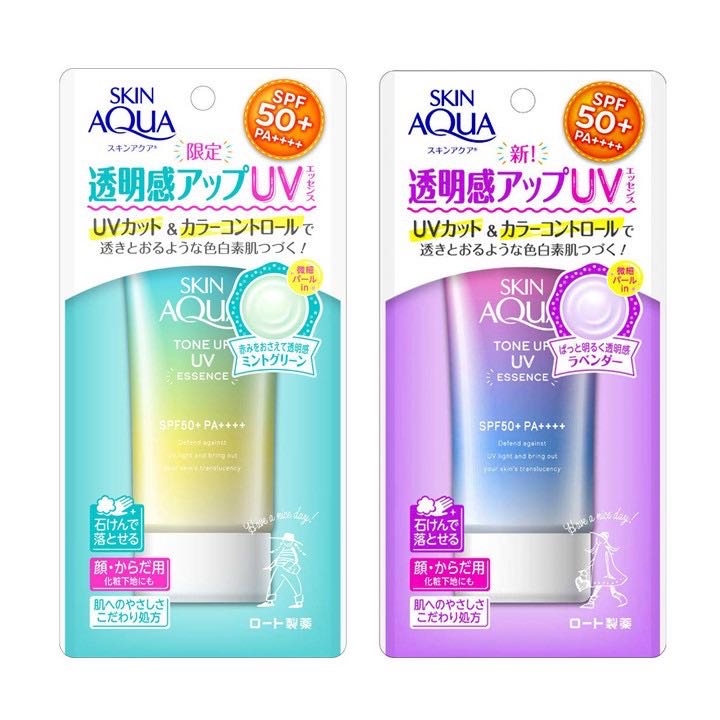 SKIN
AQUA
スキンアクア®
SPF
50+
PA++++
限定
透明感アップUV
エッセンス
UVカット&カラーコントロールで
透きとおるような色白素肌つづく!
微細
パール
in
SKIN
AQUA
TONE UP
UV
ESSENCE
赤みをおさえて透明感
ミントグリーン
SPF50+ PA++++
Defend against
UV light and bring out
your skin's translucency
石けんで
落とせる
顔・からだ用
化粧下地にも
肌へのやさしさ
こだわり処方
Have a nice day!
ロート製薬
SKIN
AQUA
スキンアクア®
SPF
50+
PA++++
新!
透明感アップUV
エッセンス
UVカット&カラーコントロールで
透きとおるような色白素肌つづく!
微細
パール
in
SKIN
AQUA
TONE UP
UV
ESSENCE
ぱっと明るく透明感
ラベンダー
SPF50+ PA++++
Defend against
UV light and bring out
your skin's translucency
石けんで
落とせる
顔・からだ用
化粧下地にも
肌へのやさしさ
こだわり処方
Have a nice day!
ロート製薬